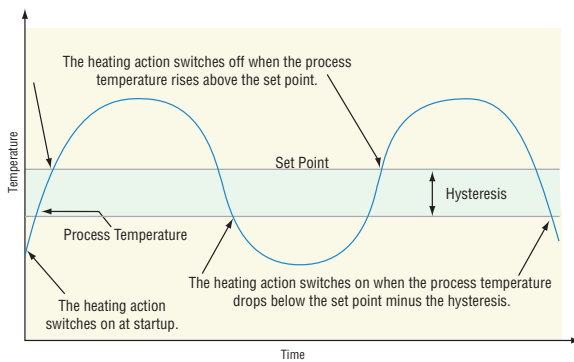 The heating action switches off when the process
temperature rises above the set point.
Temperature
Set Point
Hysteresis
Process Temperature
The heating action switches on when the process temperature
drops below the set point minus the hysteresis.
The heating action
switches on at startup.
Time